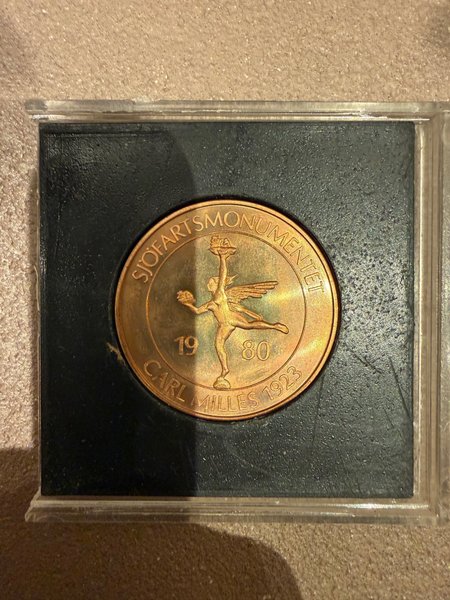 SJÖFARTSMONUMENTET
19 80
CARL MILLES 1923